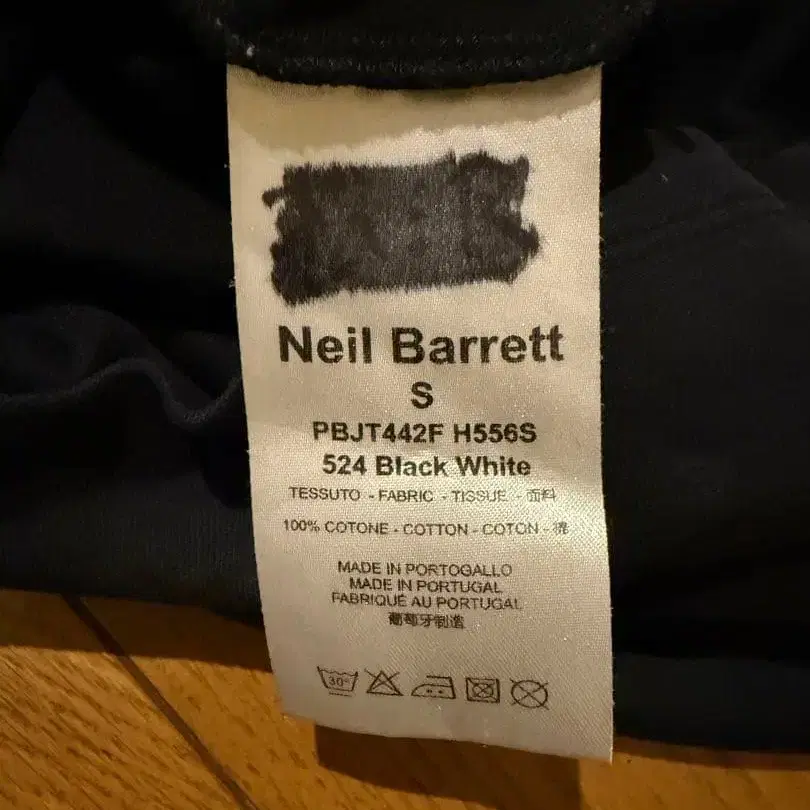 Neil Barrett
S
PBJT442F H556S
524 Black White
TESSUTO - FABRIC - TISSUE - 面料
100% COTONE - COTTON - COTON - 棉
MADE IN PORTOGALLO
MADE IN PORTUGAL
FABRIQUÉ AU PORTUGAL
葡萄牙制造
30°